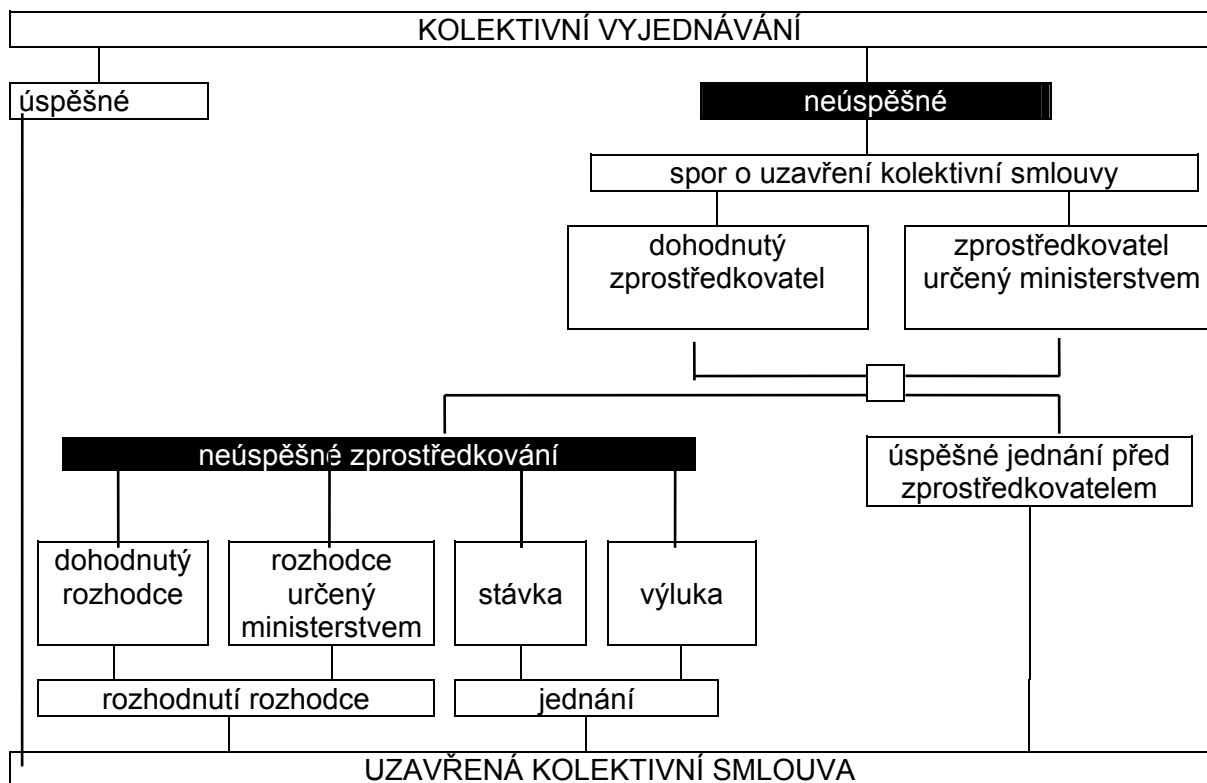 KOLEKTIVNÍ VYJEDNÁVÁNÍ
úspěšné
neúspěšné
spor o uzavření kolektivní smlouvy
dohodnutý
zprostředkovatel
zprostředkovatel
určený ministerstvem
neúspěšné zprostředkování
úspěšné jednání před
zprostředkovatelem
dohodnutý
rozhodce
rozhodce
určený
ministerstvem
stávka
výluka
rozhodnutí rozhodce
jednání
UZAVŘENÁ KOLEKTIVNÍ SMLOUVA